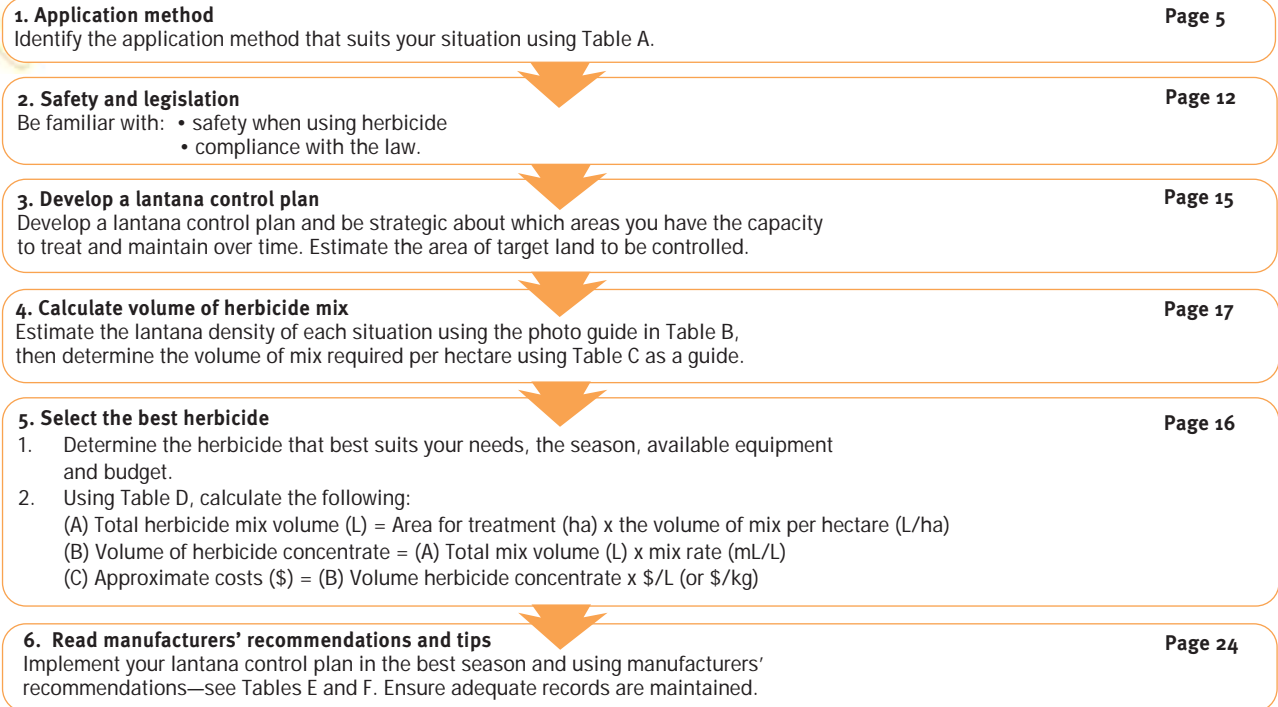 1. Application method
Page 5
Identify the application method that suits your situation using Table A.
2. Safety and legislation
Page 12
Be familiar with: • safety when using herbicide
• compliance with the law.
3. Develop a lantana control plan
Page 15
Develop a lantana control plan and be strategic about which areas you have the capacity
to treat and maintain over time. Estimate the area of target land to be controlled.
4. Calculate volume of herbicide mix
Page 17
Estimate the lantana density of each situation using the photo guide in Table B,
then determine the volume of mix required per hectare using Table C as a guide.
5. Select the best herbicide
Page 16
1. Determine the herbicide that best suits your needs, the season, available equipment
and budget.
2. Using Table D, calculate the following:
(A) Total herbicide mix volume (L) = Area for treatment (ha) x the volume of mix per hectare (L/ha)
(B) Volume of herbicide concentrate = (A) Total mix volume (L) x mix rate (mL/L)
(C) Approximate costs ($) = (B) Volume herbicide concentrate x $/L (or $/kg)
6. Read manufacturers’ recommendations and tips
Page 24
Implement your lantana control plan in the best season and using manufacturers’
recommendations—see Tables E and F. Ensure adequate records are maintained.